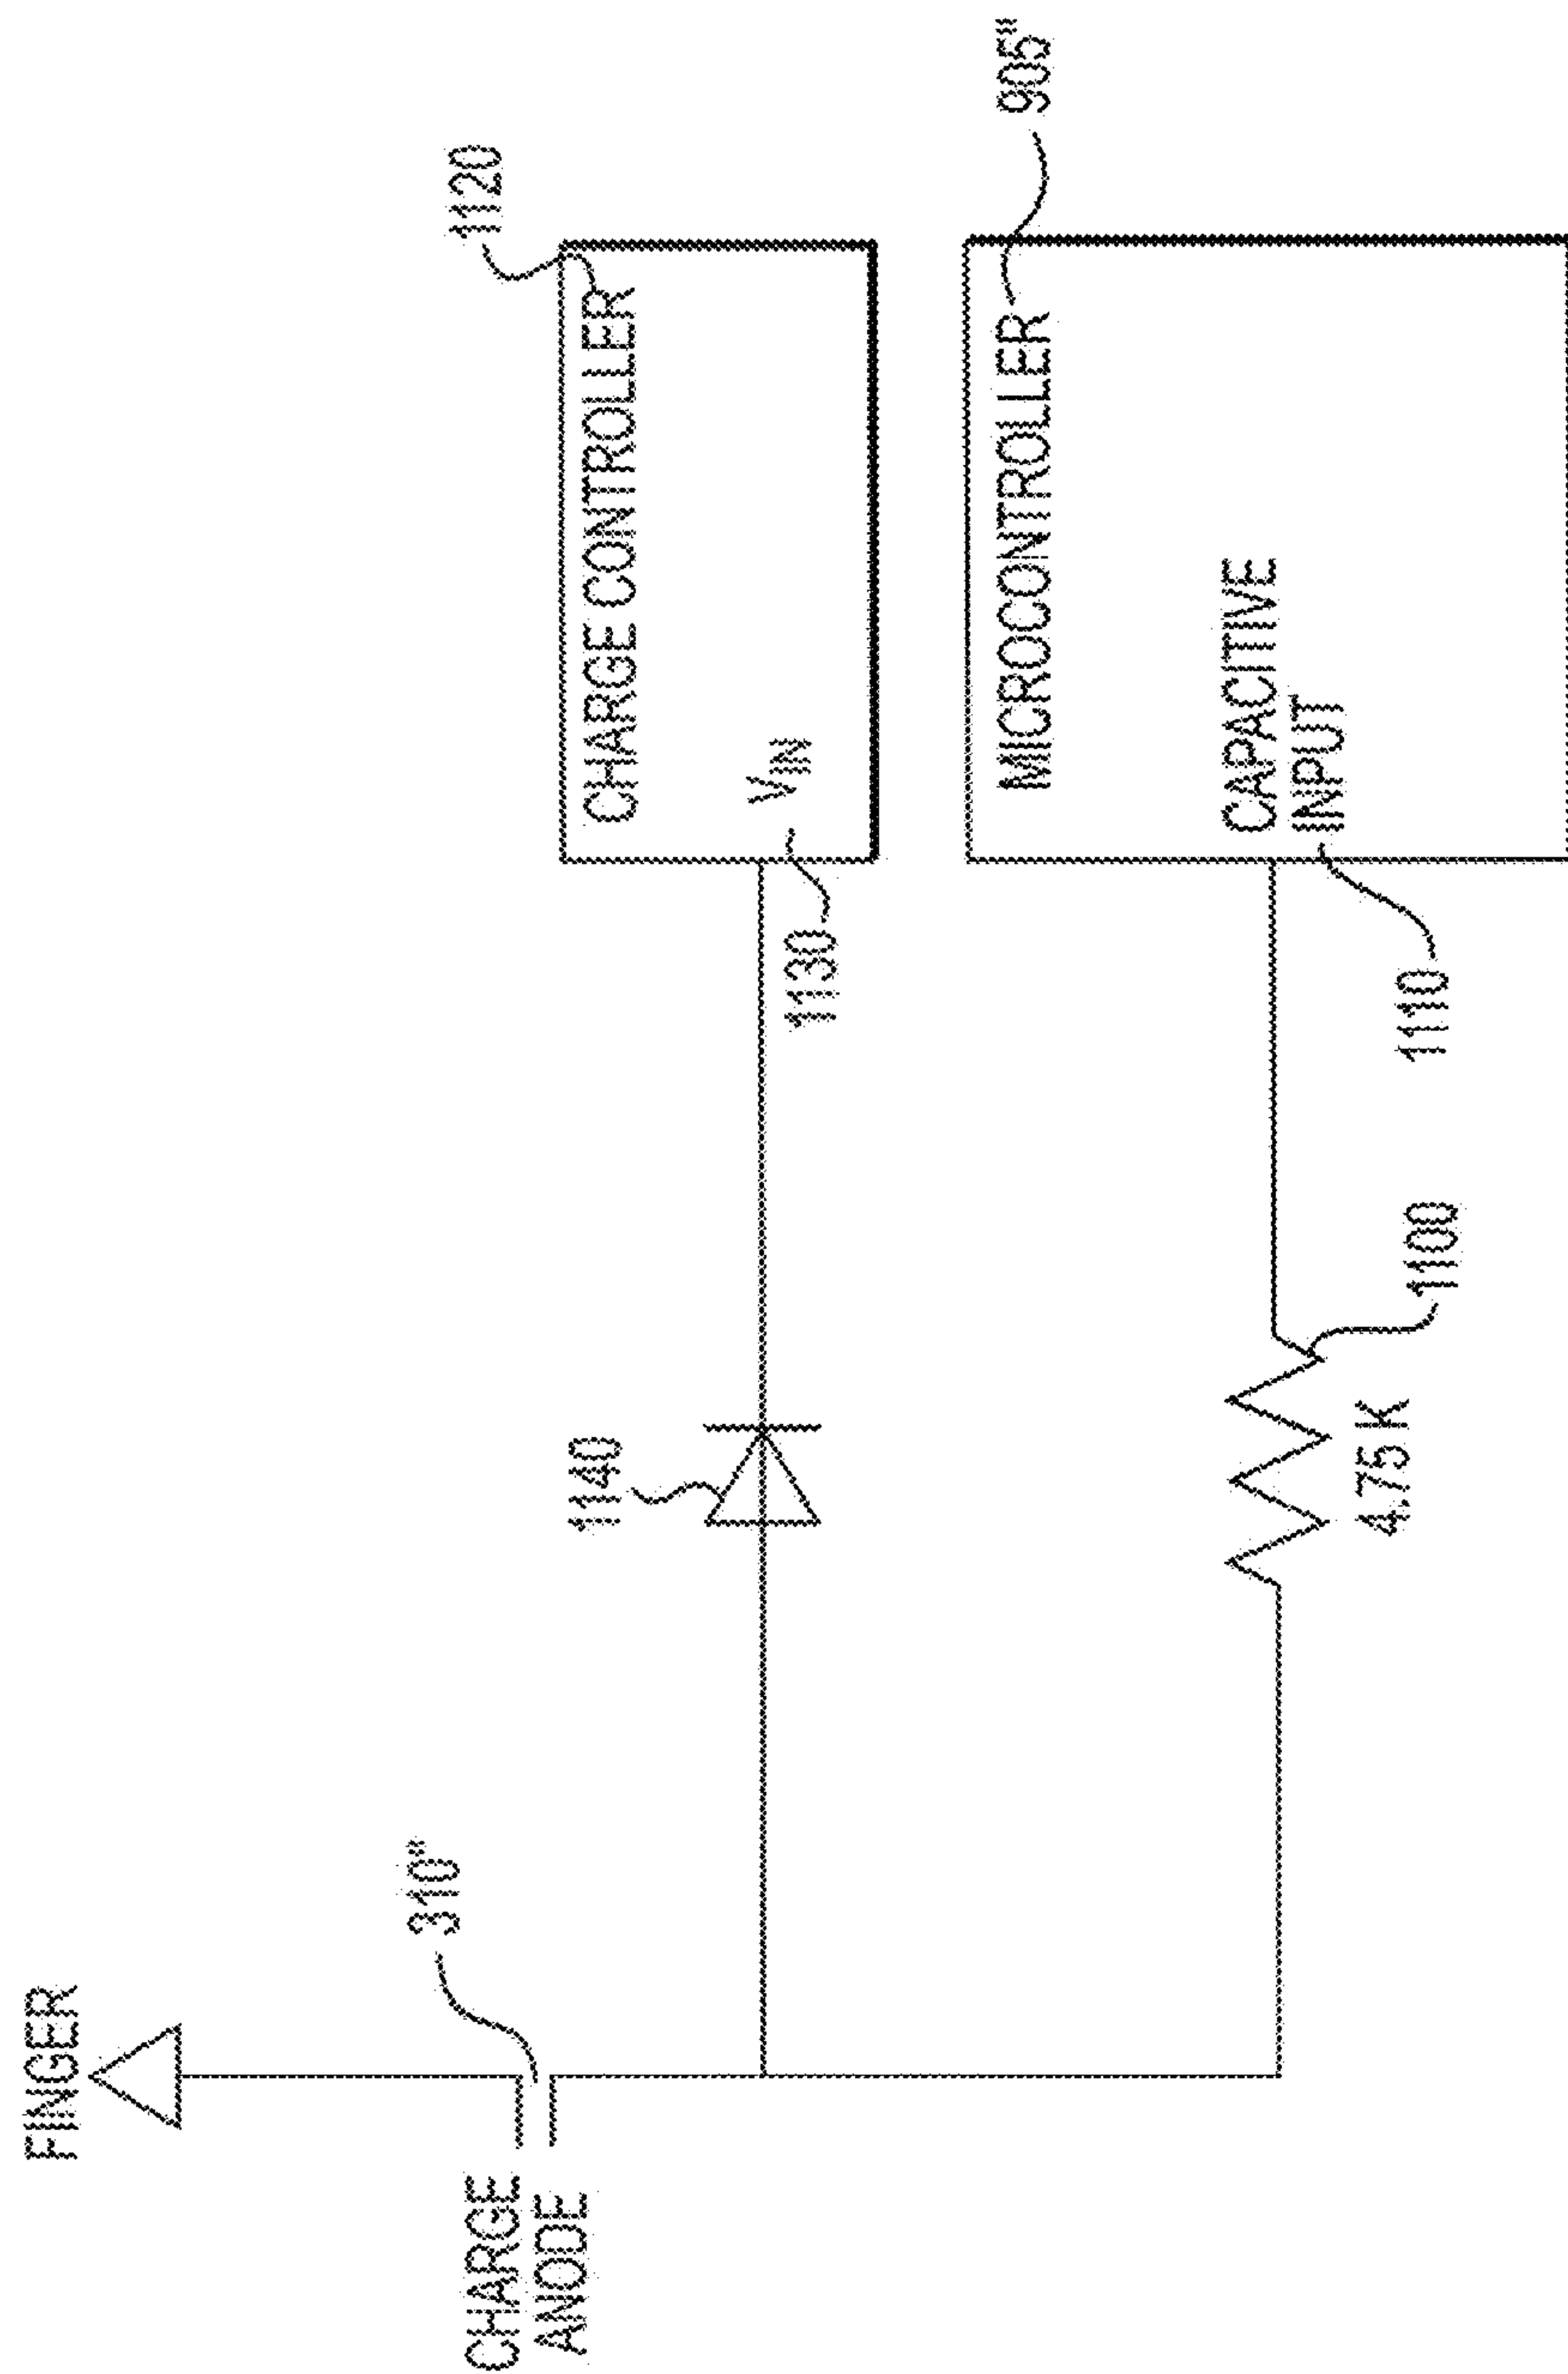 FINGER
310"
CHARGE
ANODE
1140
1120
CHARGE CONTROLLER
V_IN
1130
905"
MICROCONTROLLER
CAPACITIVE
INPUT
1110
1100
4.75 K